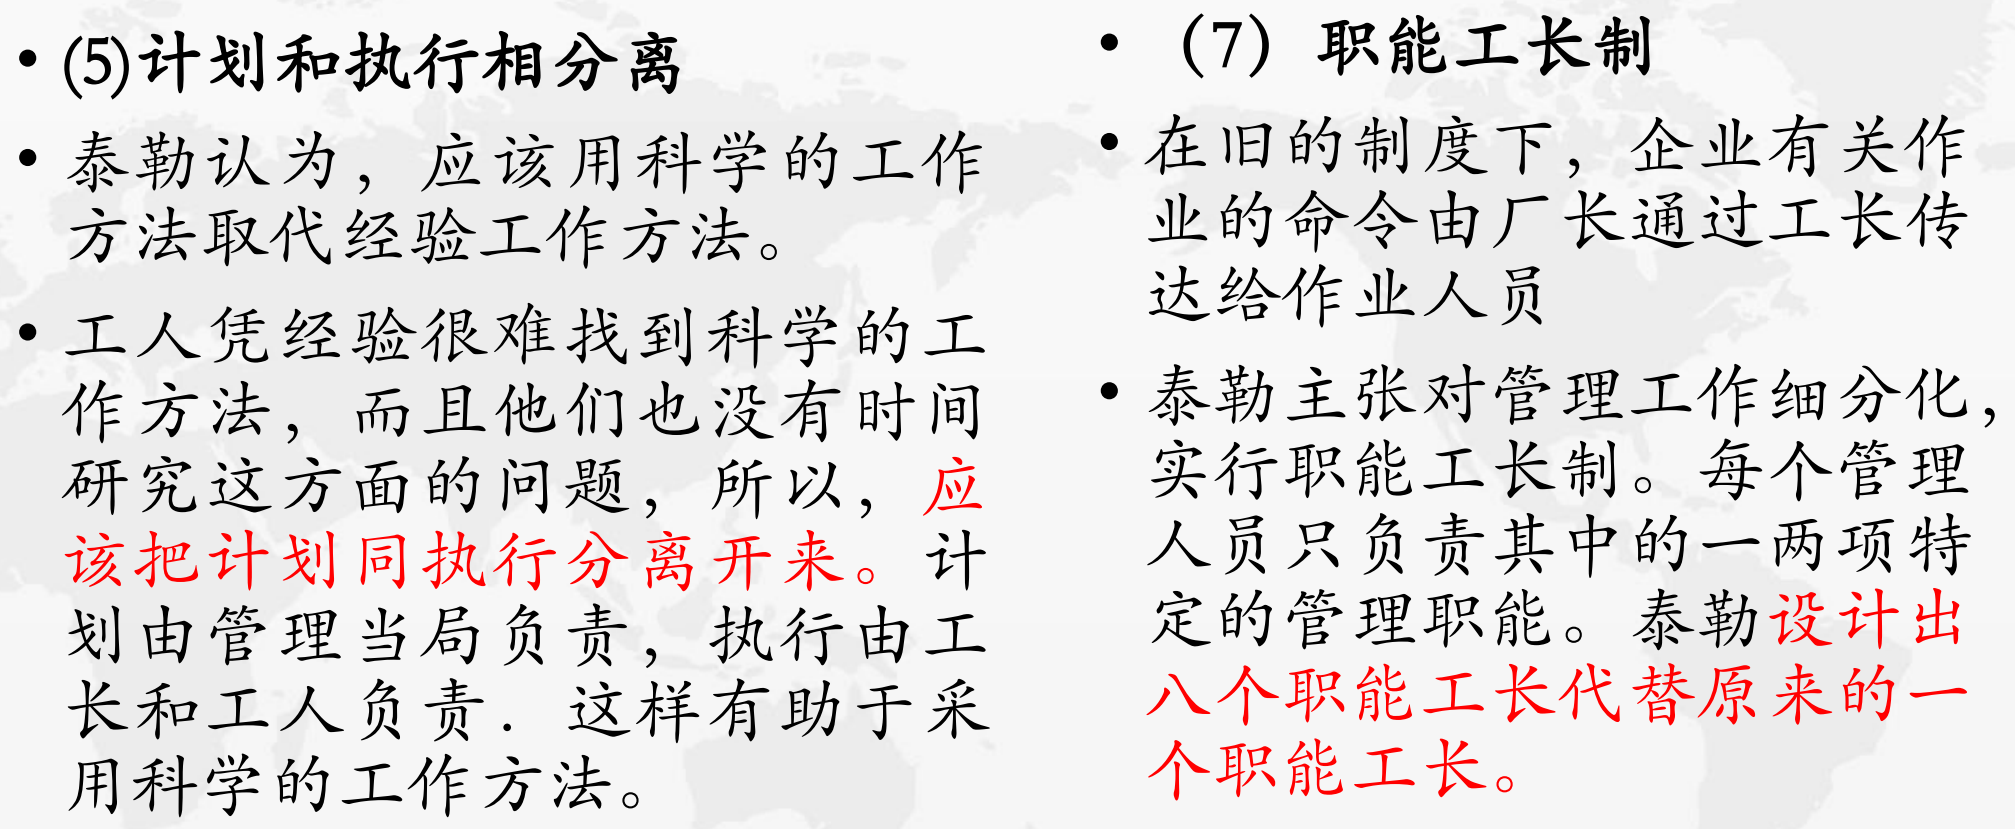 • (5)计划和执行相分离
• 泰勒认为，应该用科学的工作
方法取代经验工作方法。
• 工人凭经验很难找到科学的工
作方法，而且他们也没有时间
研究这方面的问题，所以，应
该把计划同执行分离开来。计
划由管理当局负责，执行由工
长和工人负责．这样有助于采
用科学的工作方法。
• （7）职能工长制
• 在旧的制度下，企业有关作
业的命令由厂长通过工长传
达给作业人员
• 泰勒主张对管理工作细分化，
实行职能工长制。每个管理
人员只负责其中的一两项特
定的管理职能。泰勒设计出
八个职能工长代替原来的一
个职能工长。